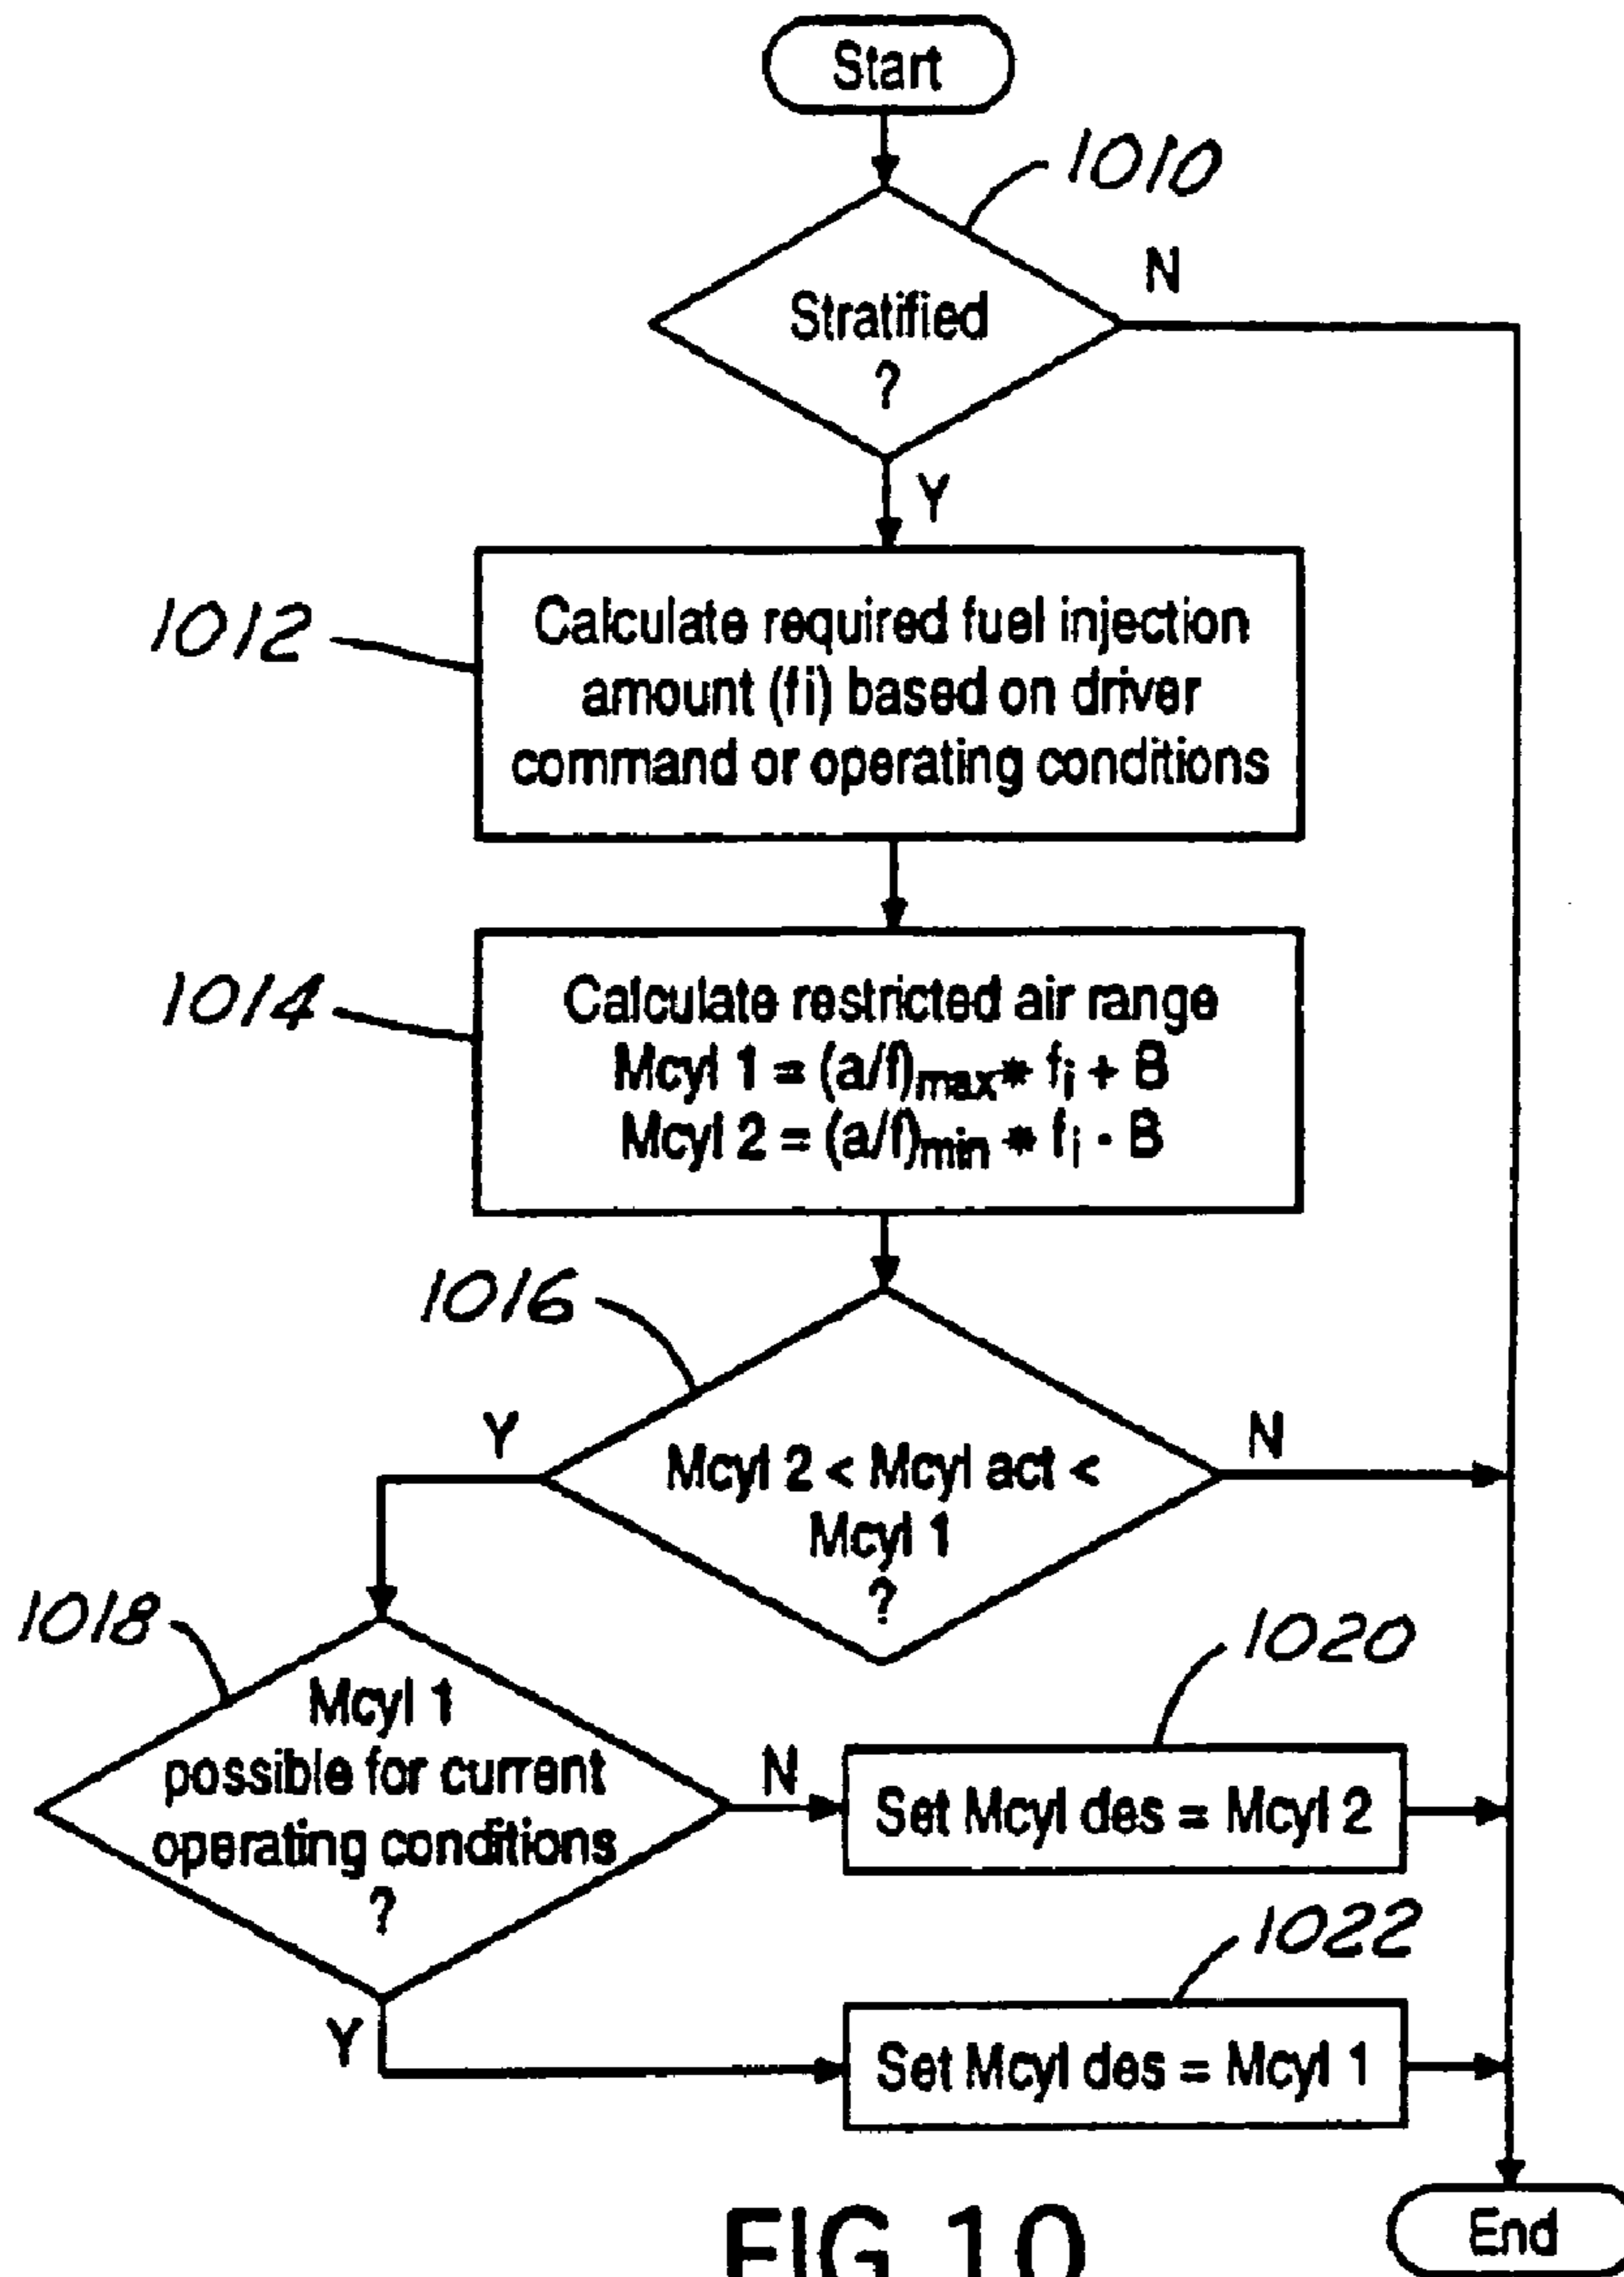 Start
1010
N
Stratified
?
Y
1012
Calculate required fuel injection
amount (fi) based on driver
command or operating conditions
1014
Calculate restricted air range
Mcyl 1 = (a/f)max* fi + B
Mcyl 2 = (a/f)min * fi - B
1016
Y
N
Mcyl 2 < Mcyl act <
Mcyl 1
?
1018
1020
Mcyl 1
possible for current
operating conditions
?
N
Set Mcyl des = Mcyl 2
1022
Y
Set Mcyl des = Mcyl 1
End
FIG 10